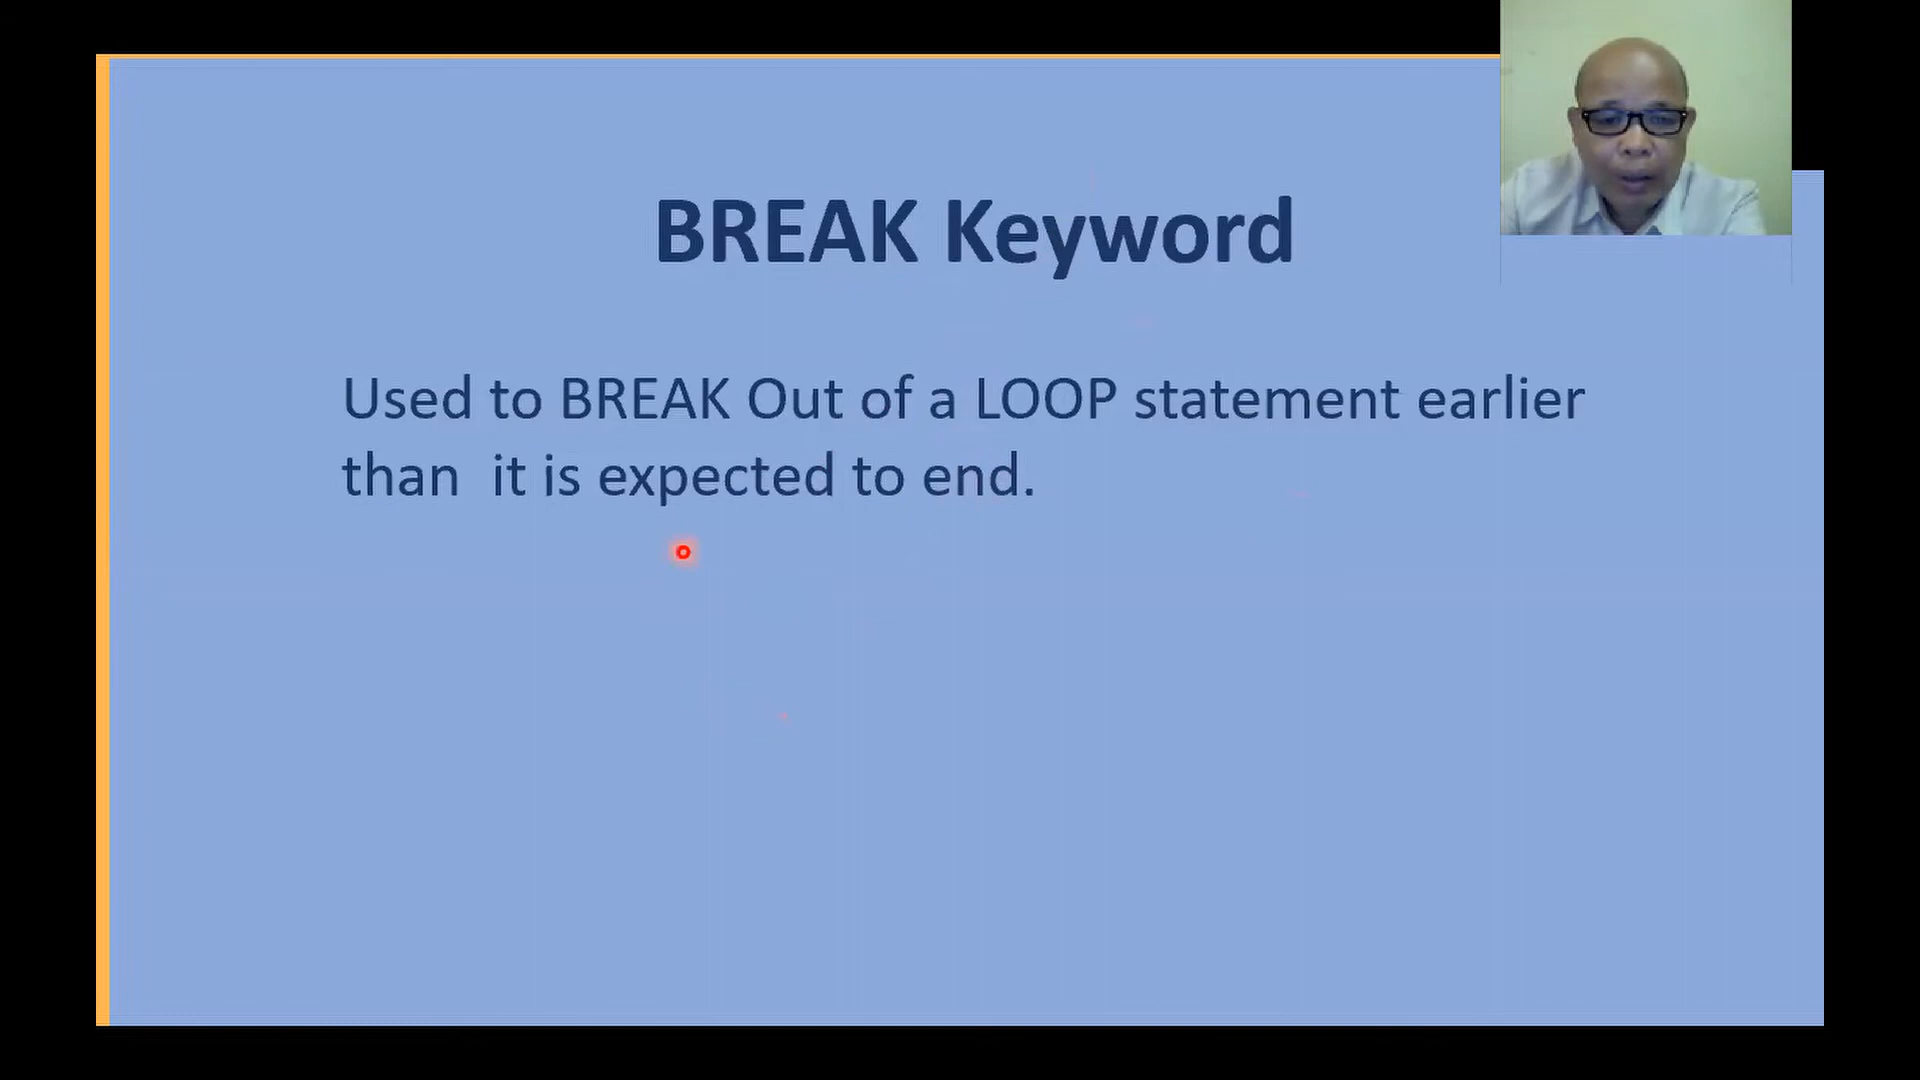 BREAK Keyword
Used to BREAK Out of a LOOP statement earlier
than  it is expected to end.